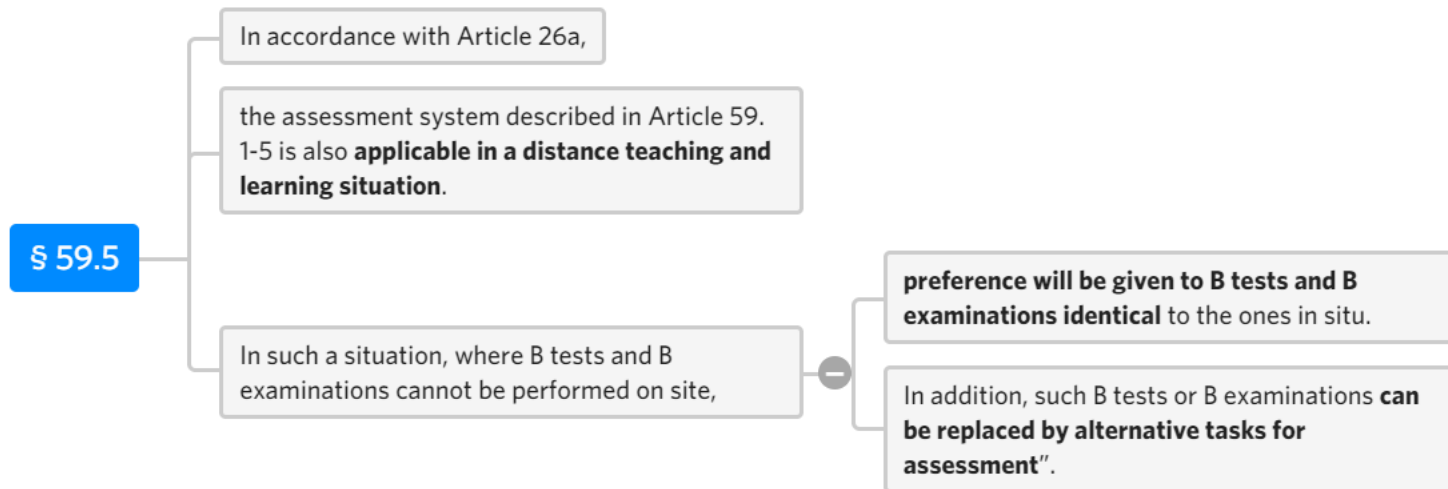 In accordance with Article 26a,
the assessment system described in Article 59.
1-5 is also applicable in a distance teaching and
learning situation.
§ 59.5
In such a situation, where B tests and B
examinations cannot be performed on site,
preference will be given to B tests and B
examinations identical to the ones in situ.
In addition, such B tests or B examinations can
be replaced by alternative tasks for
assessment”.